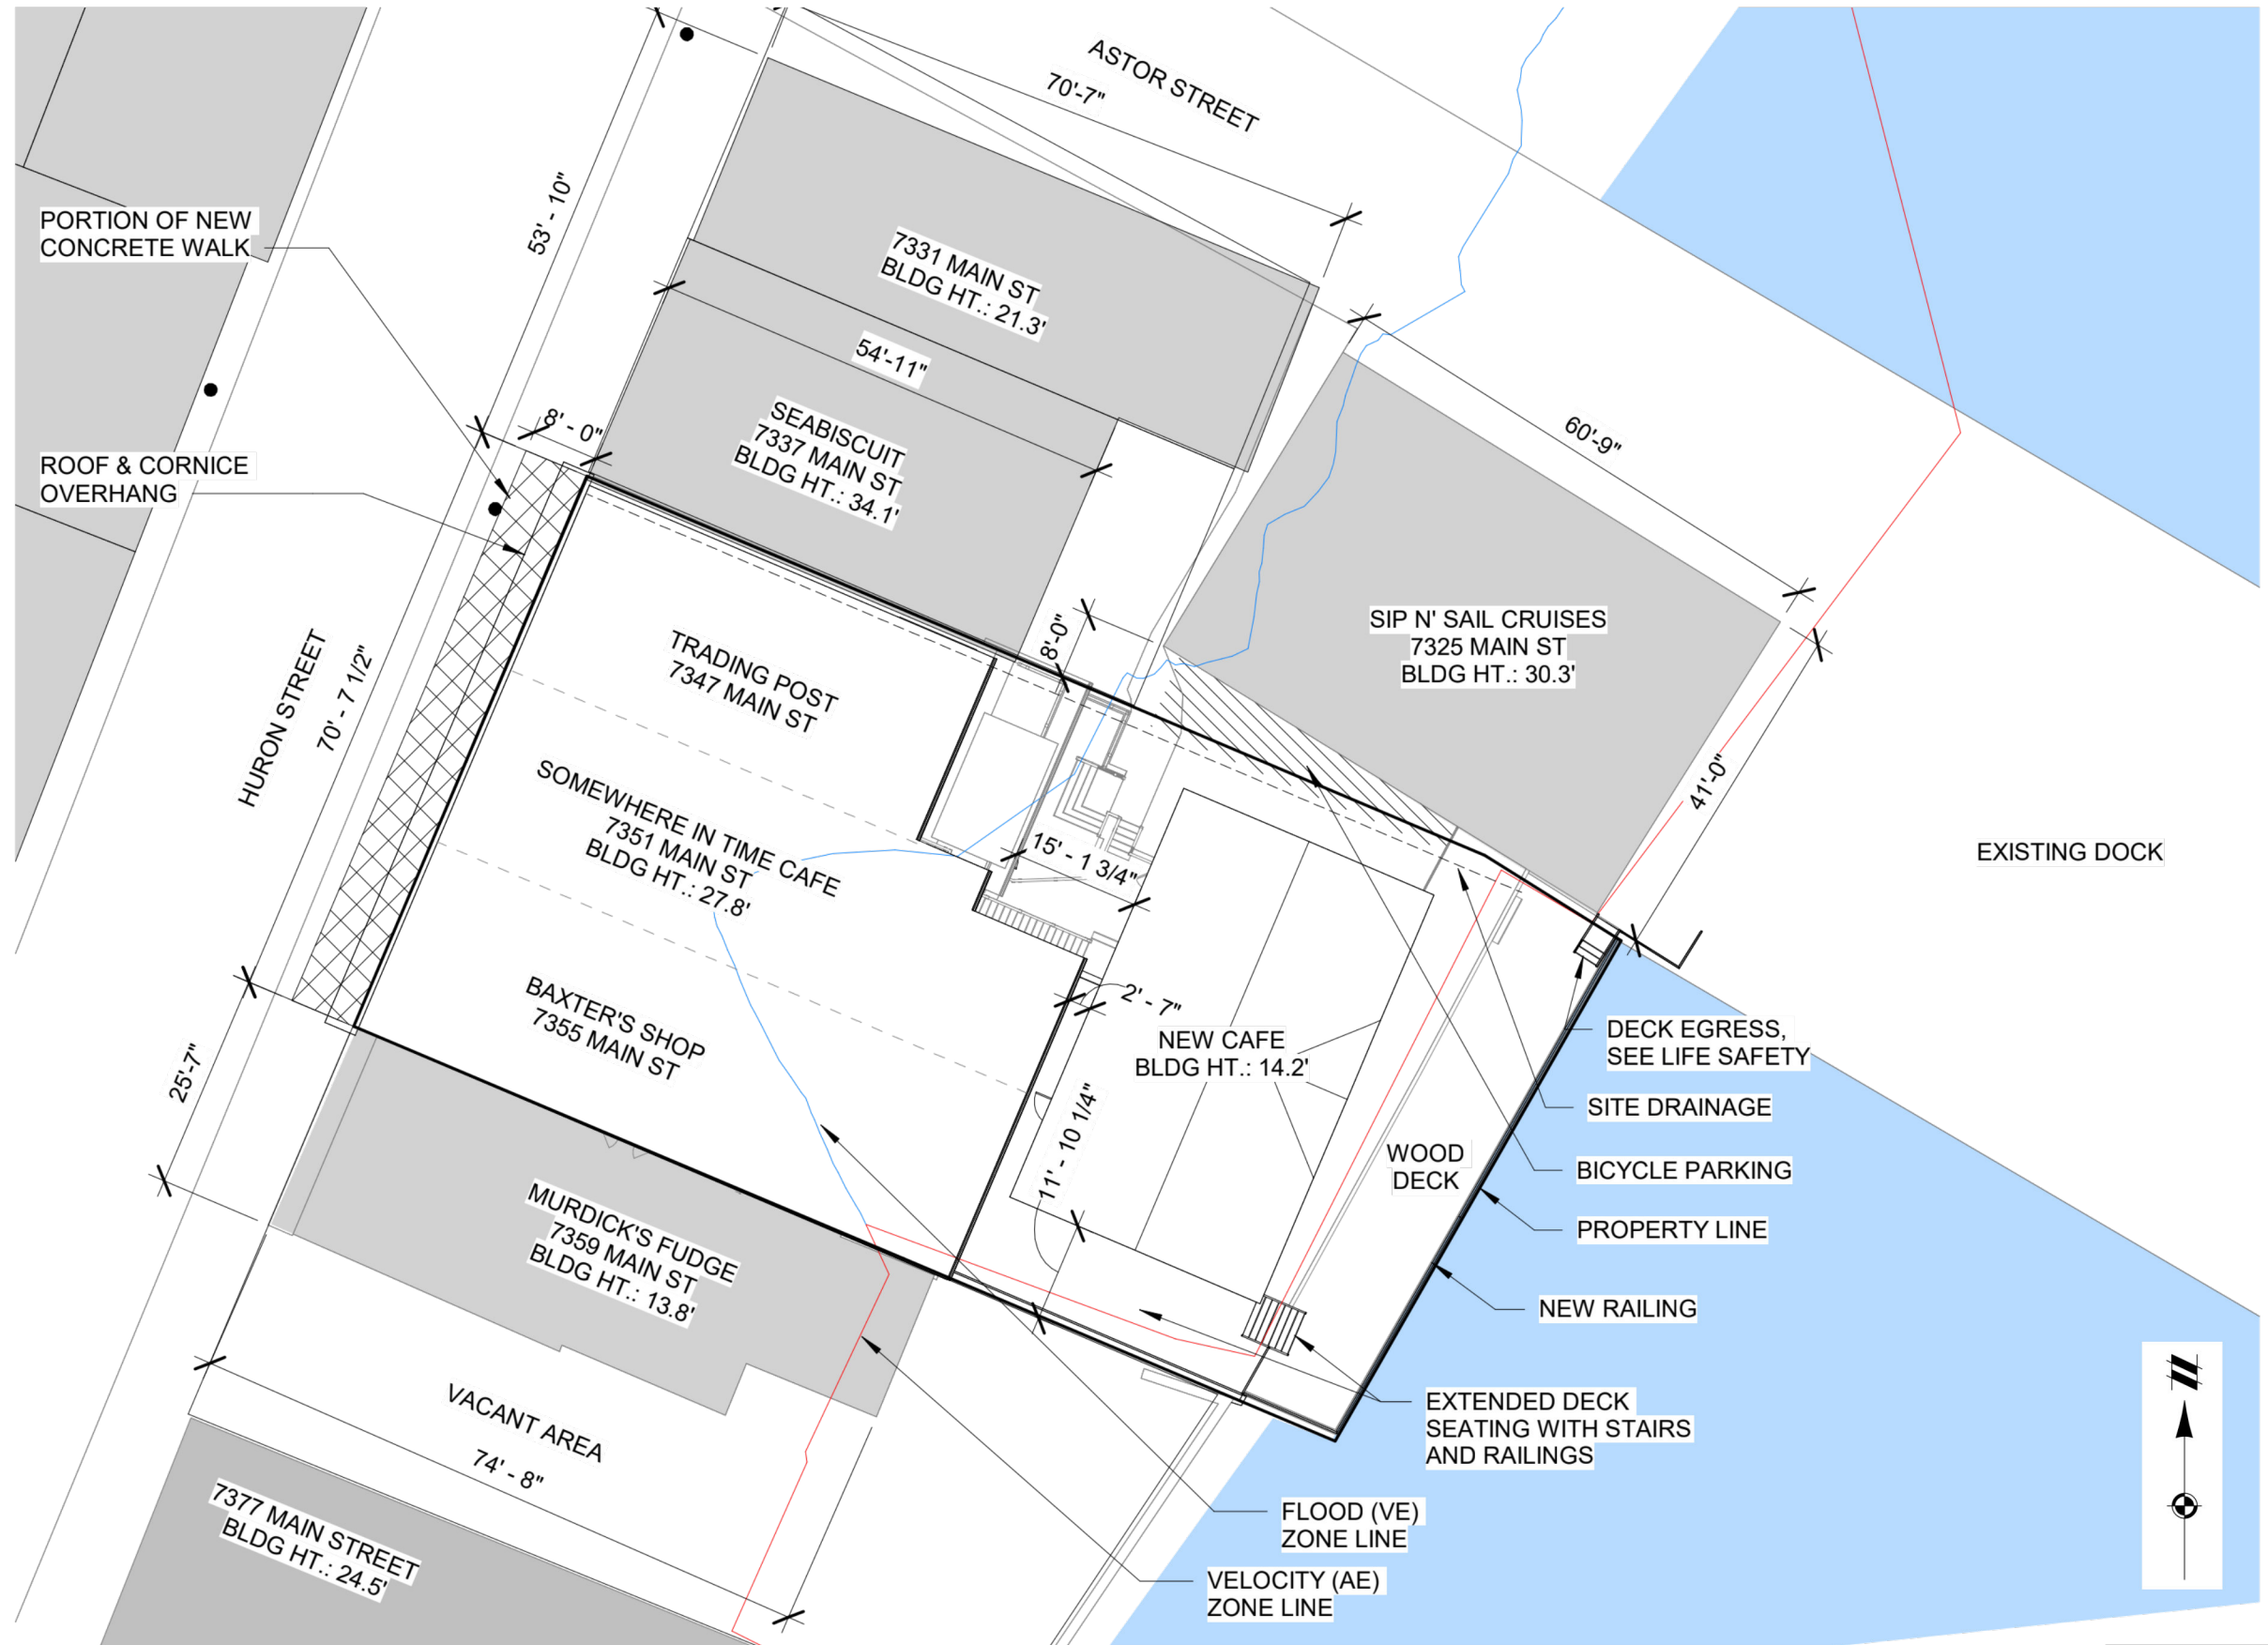 ASTOR STREET
70'-7"
53' - 10"
PORTION OF NEW
CONCRETE WALK
7331 MAIN ST
BLDG HT.: 21.3'
54'-11"
SEABISCUIT
7337 MAIN ST
BLDG HT.: 34.1'
8' - 0"
60'-9"
ROOF & CORNICE
OVERHANG
SIP N' SAIL CRUISES
7325 MAIN ST
BLDG HT.: 30.3'
8'-0"
TRADING POST
7347 MAIN ST
HURON STREET
70' - 7 1/2"
41'-0"
SOMEWHERE IN TIME CAFE
7351 MAIN ST
BLDG HT.: 27.8'
15' - 1 3/4"
EXISTING DOCK
BAXTER'S SHOP
7355 MAIN ST
2' - 7"
NEW CAFE
BLDG HT.: 14.2'
DECK EGRESS,
SEE LIFE SAFETY
25'-7"
11' - 10 1/4"
SITE DRAINAGE
WOOD
DECK
BICYCLE PARKING
PROPERTY LINE
MURDICK'S FUDGE
7359 MAIN ST
BLDG HT.: 13.8'
NEW RAILING
VACANT AREA
74' - 8"
EXTENDED DECK
SEATING WITH STAIRS
AND RAILINGS
7377 MAIN STREET
BLDG HT.: 24.5'
FLOOD (VE)
ZONE LINE
VELOCITY (AE)
ZONE LINE